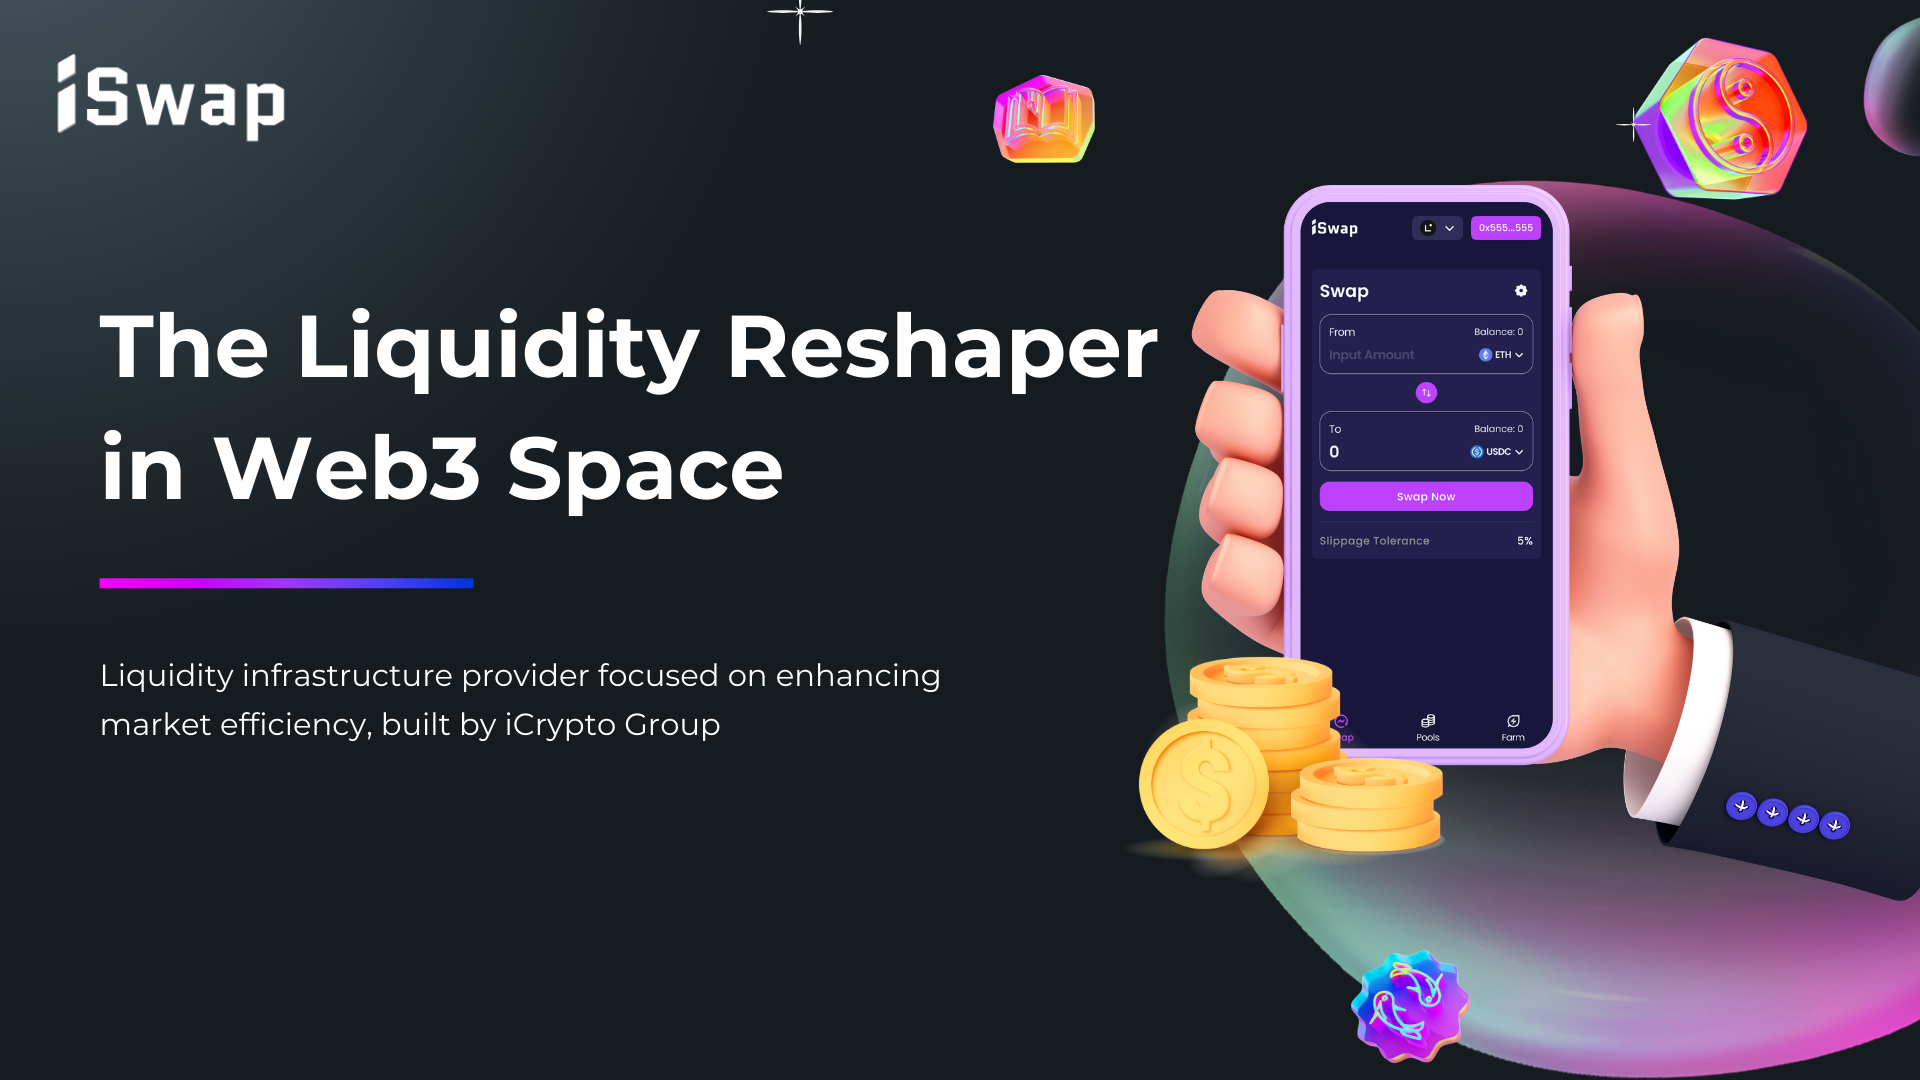 iSwap
The Liquidity Reshaper
in Web3 Space
Liquidity infrastructure provider focused on enhancing
market efficiency, built by iCrypto Group
iSwap
0x555...555
Swap
From
Balance: 0
Input Amount
ETH
To
Balance: 0
0
USDC
Swap Now
Slippage Tolerance
5%
Pools
Farm
$